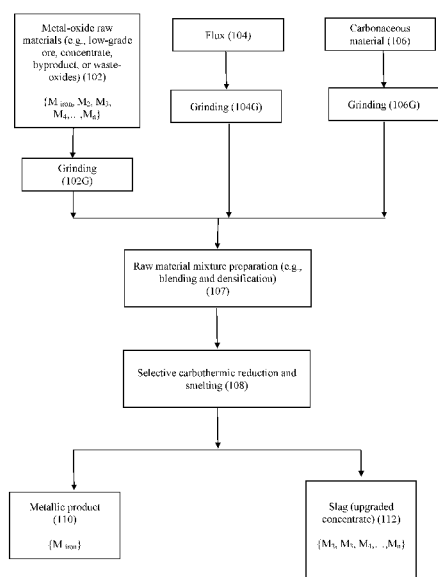 Metal-oxide raw
materials (e.g., low-grade
ore, concentrate,
byproduct, or waste-
oxides) (102)
{M iron, M2, M3,
M4,…,Mn}
Grinding
(102G)
Flux (104)
Grinding (104G)
Carbonaceous
material (106)
Grinding (106G)
Raw material mixture preparation (e.g.,
blending and densification)
(107)
Selective carbothermic reduction and
smelting (108)
Metallic product
(110)
{M iron}
Slag (upgraded
concentrate) (112)
{M2, M3, M4,…,Mn}